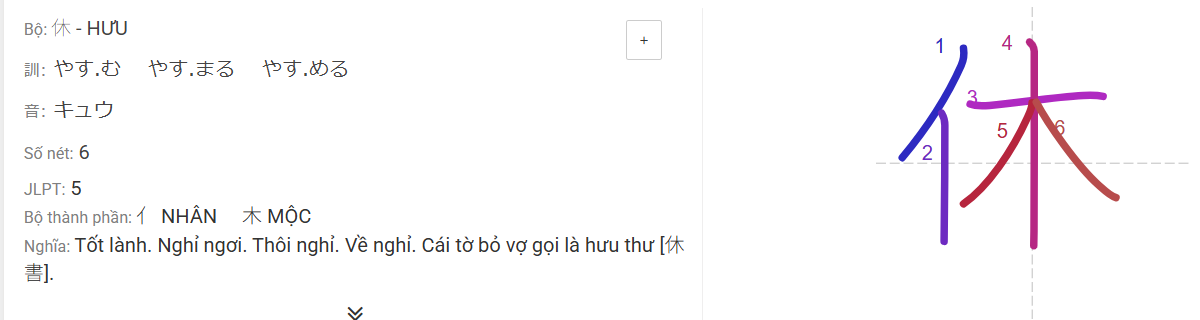 Bộ: 休 - HƯU
+
訓: やす.む やす.まる やす.める
音: キュウ
Số nét: 6
JLPT: 5
Bộ thành phần: 亻 NHÂN 木 MỘC
Nghĩa: Tốt lành. Nghỉ ngơi. Thôi nghỉ. Về nghỉ. Cái tờ bỏ vợ gọi là hưu thư [休
書].
休
1
4
3
5
6
2